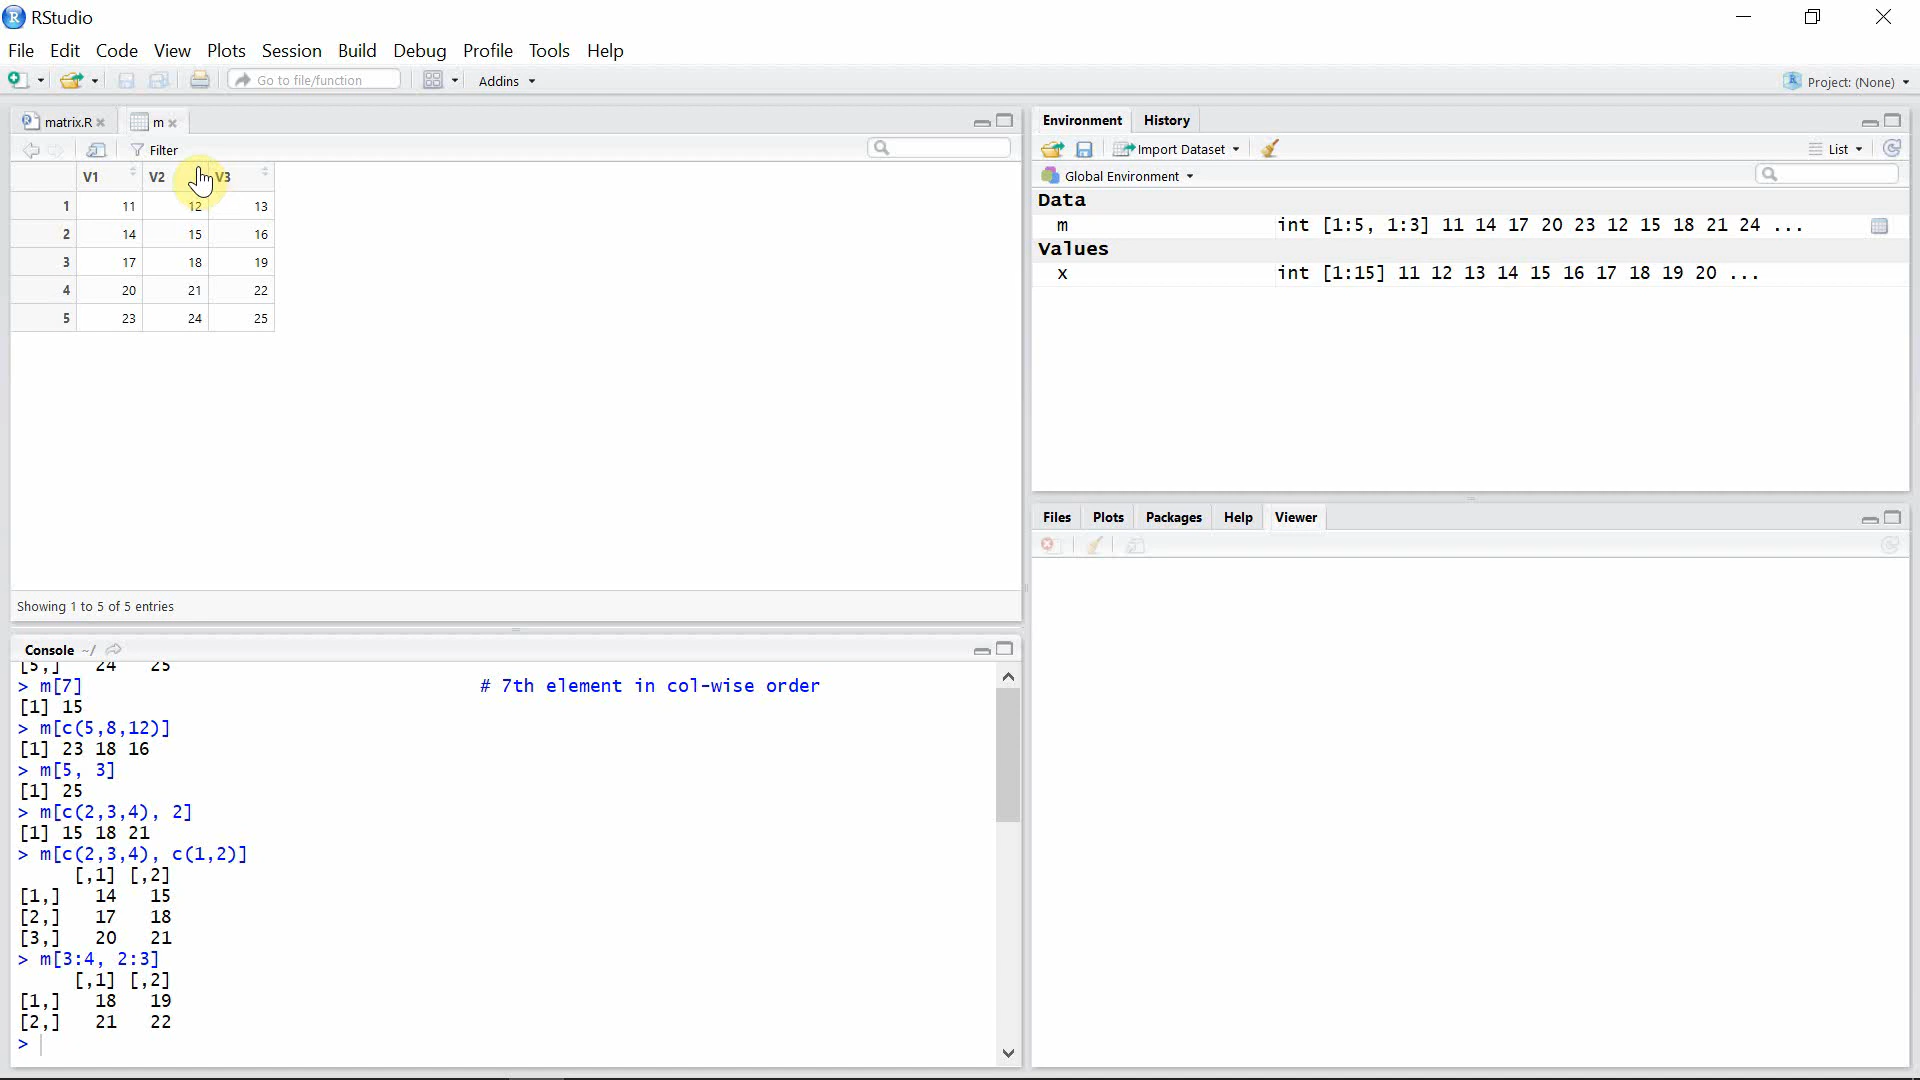 RStudio
File Edit Code View Plots Session Build Debug Profile Tools Help
Go to file/function Addins Project: (None)
matrix.R m
Filter
V1 V2 V3
1 11 12 13
2 14 15 16
3 17 18 19
4 20 21 22
5 23 24 25
Showing 1 to 5 of 5 entries
Console ~/
[5,] 24 25
> m[7] # 7th element in col-wise order
[1] 15
> m[c(5,8,12)]
[1] 23 18 16
> m[5, 3]
[1] 25
> m[c(2,3,4), 2]
[1] 15 18 21
> m[c(2,3,4), c(1,2)]
[,1] [,2]
[1,] 14 15
[2,] 17 18
[3,] 20 21
> m[3:4, 2:3]
[,1] [,2]
[1,] 18 19
[2,] 21 22
>
Environment History
Import Dataset List
Global Environment
Data
m int [1:5, 1:3] 11 14 17 20 23 12 15 18 21 24 ...
Values
x int [1:15] 11 12 13 14 15 16 17 18 19 20 ...
Files Plots Packages Help Viewer